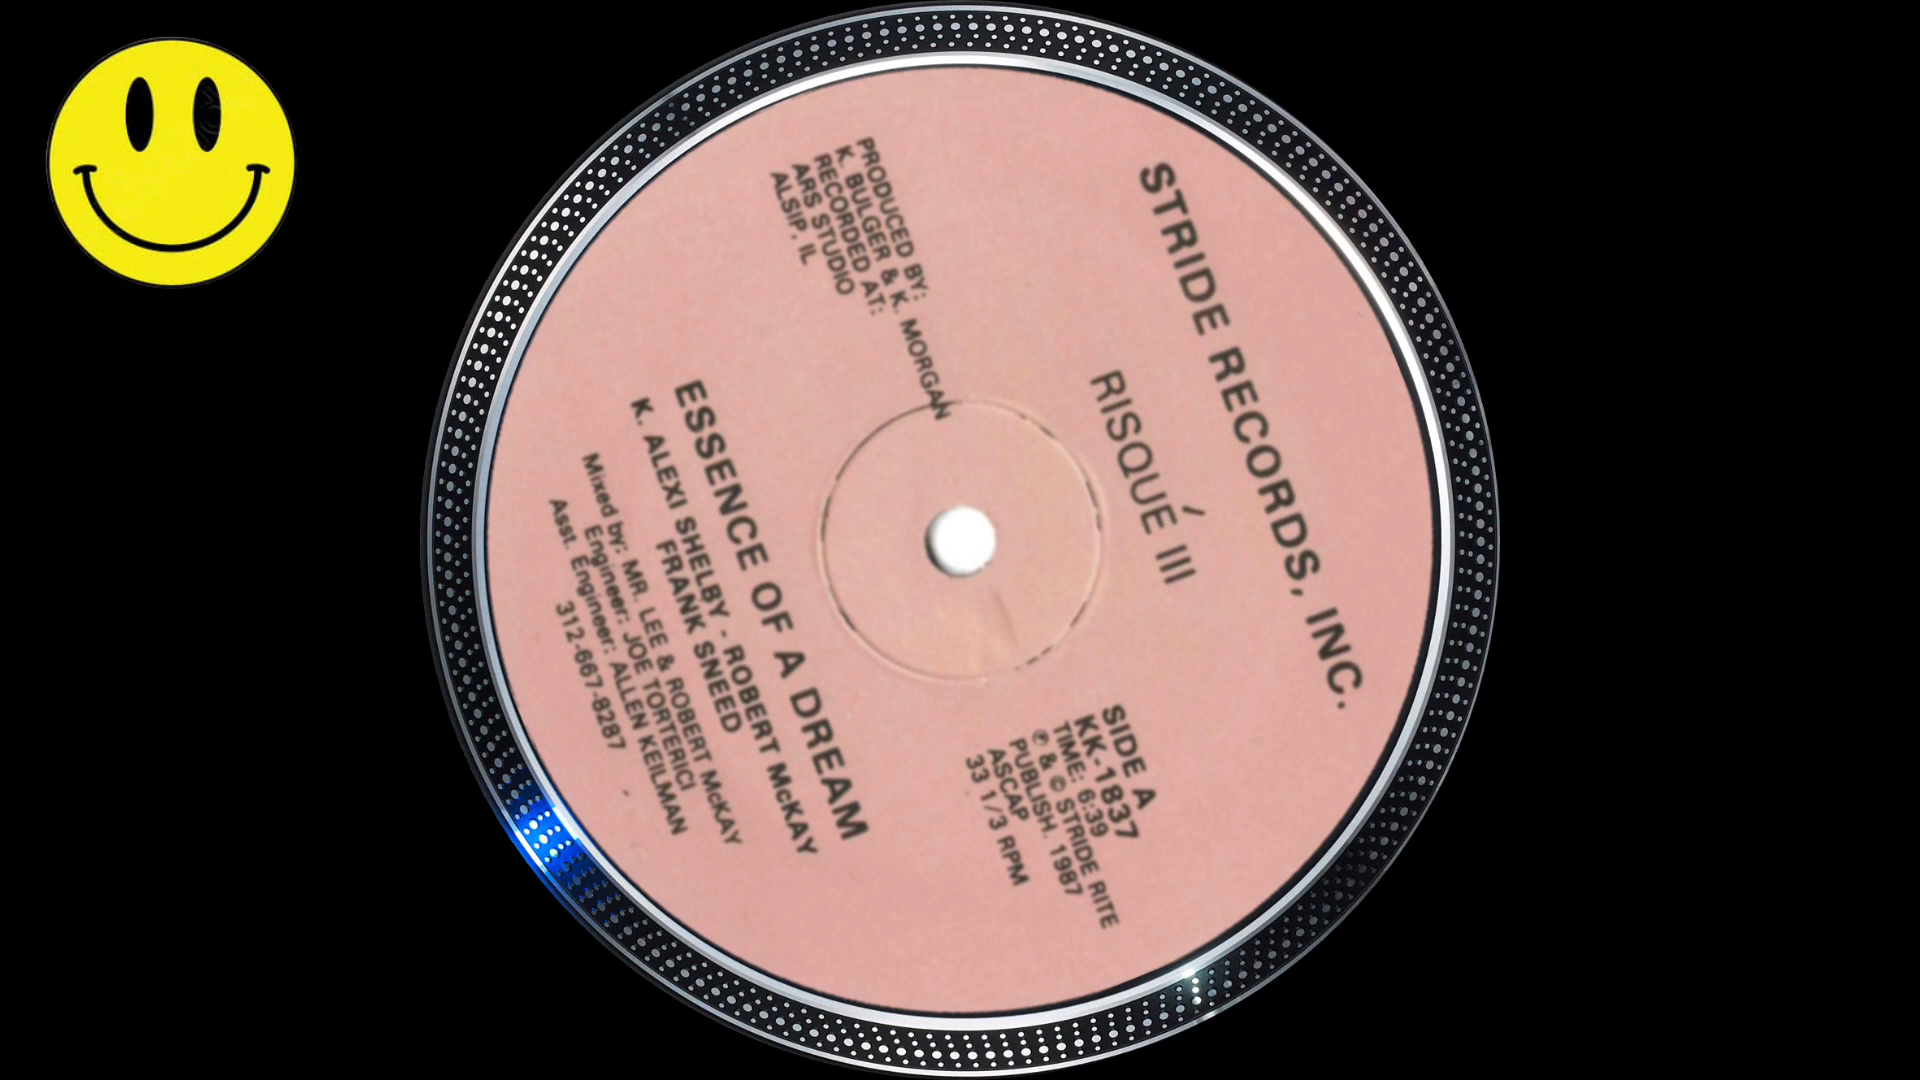 STRIDE RECORDS, INC.
RISQUÉ III
PRODUCED BY:
K. BULGER & K. MORGAN
RECORDED AT:
ARS STUDIO
ALSIP, IL
SIDE A
KK-1837
TIME: 6:39
℗ & © STRIDE RITE
PUBLISH. 1987
ASCAP
33 1/3 RPM
ESSENCE OF A DREAM
K. ALEXI SHELBY - ROBERT McKAY
FRANK SNEED
Mixed by: MR. LEE & ROBERT McKAY
Engineer: JOE TORTERICI
Asst. Engineer: ALLEN KEILMAN
312-667-8287